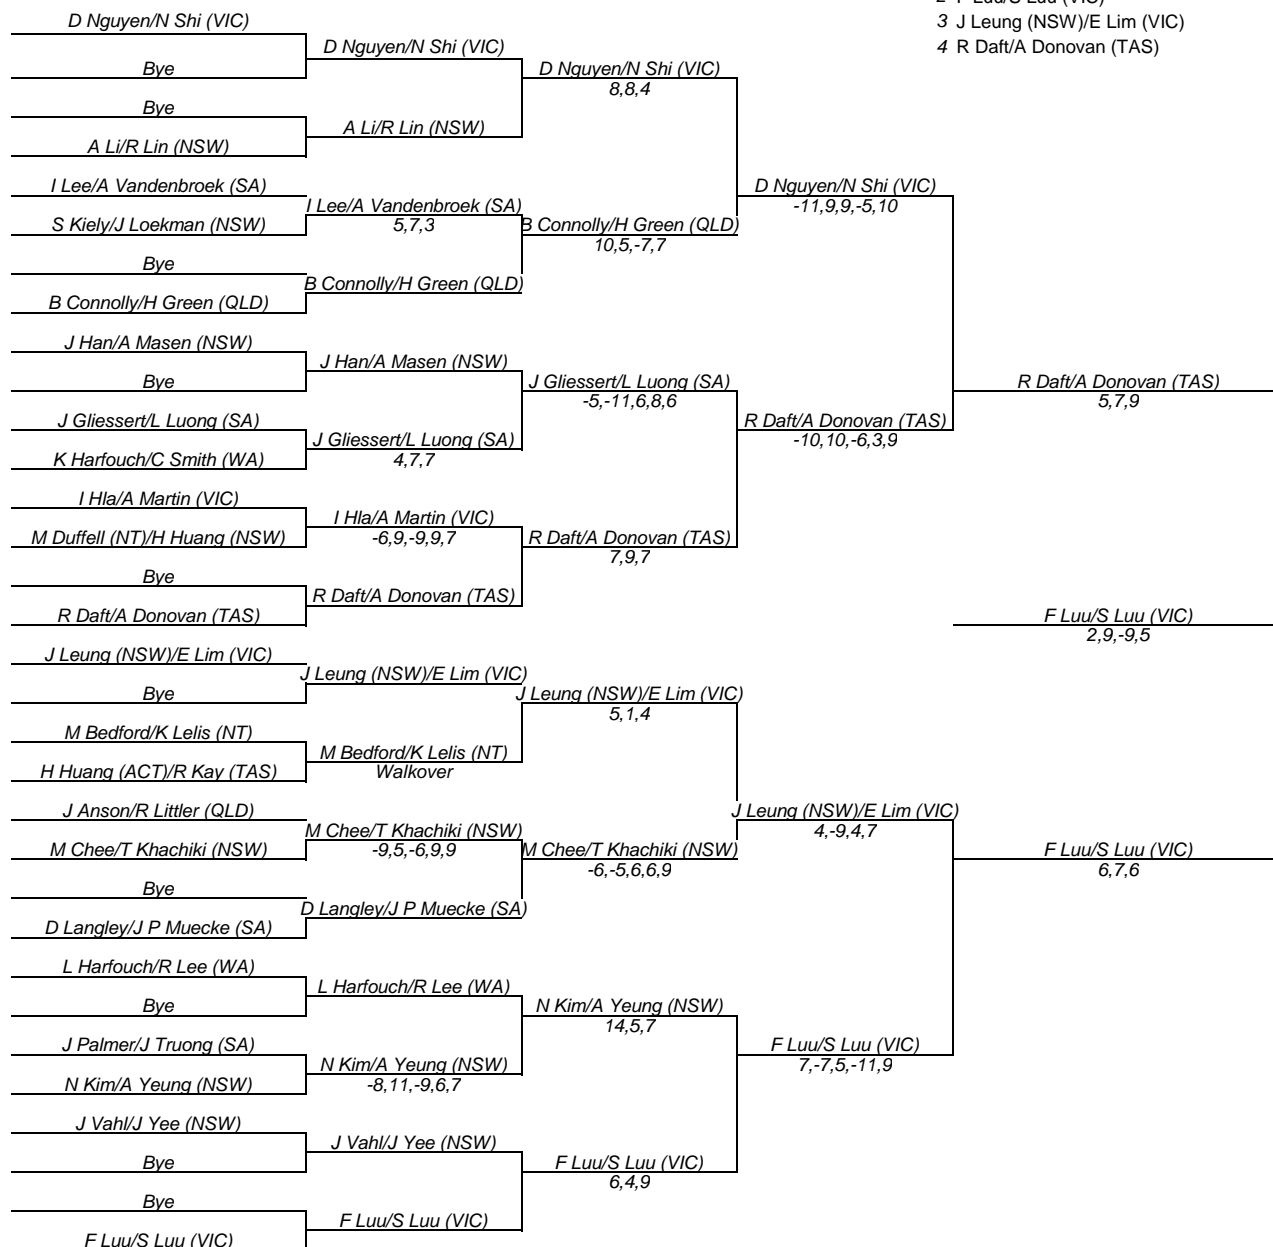 2 F Luu/S Luu (VIC)
3 J Leung (NSW)/E Lim (VIC)
4 R Daft/A Donovan (TAS)
D Nguyen/N Shi (VIC)
Bye
Bye
A Li/R Lin (NSW)
I Lee/A Vandenbroek (SA)
S Kiely/J Loekman (NSW)
Bye
B Connolly/H Green (QLD)
J Han/A Masen (NSW)
Bye
J Gliessert/L Luong (SA)
K Harfouch/C Smith (WA)
I Hla/A Martin (VIC)
M Duffell (NT)/H Huang (NSW)
Bye
R Daft/A Donovan (TAS)
J Leung (NSW)/E Lim (VIC)
Bye
M Bedford/K Lelis (NT)
H Huang (ACT)/R Kay (TAS)
J Anson/R Littler (QLD)
M Chee/T Khachiki (NSW)
Bye
D Langley/J P Muecke (SA)
L Harfouch/R Lee (WA)
Bye
J Palmer/J Truong (SA)
N Kim/A Yeung (NSW)
J Vahl/J Yee (NSW)
Bye
Bye
F Luu/S Luu (VIC)
D Nguyen/N Shi (VIC)
A Li/R Lin (NSW)
I Lee/A Vandenbroek (SA)
5,7,3
B Connolly/H Green (QLD)
J Han/A Masen (NSW)
J Gliessert/L Luong (SA)
4,7,7
I Hla/A Martin (VIC)
-6,9,-9,9,7
R Daft/A Donovan (TAS)
J Leung (NSW)/E Lim (VIC)
M Bedford/K Lelis (NT)
Walkover
M Chee/T Khachiki (NSW)
-9,5,-6,9,9
D Langley/J P Muecke (SA)
L Harfouch/R Lee (WA)
N Kim/A Yeung (NSW)
-8,11,-9,6,7
J Vahl/J Yee (NSW)
F Luu/S Luu (VIC)
D Nguyen/N Shi (VIC)
8,8,4
B Connolly/H Green (QLD)
10,5,-7,7
J Gliessert/L Luong (SA)
-5,-11,6,8,6
R Daft/A Donovan (TAS)
7,9,7
J Leung (NSW)/E Lim (VIC)
5,1,4
M Chee/T Khachiki (NSW)
-6,-5,6,6,9
N Kim/A Yeung (NSW)
14,5,7
F Luu/S Luu (VIC)
6,4,9
D Nguyen/N Shi (VIC)
-11,9,9,-5,10
R Daft/A Donovan (TAS)
-10,10,-6,3,9
J Leung (NSW)/E Lim (VIC)
4,-9,4,7
F Luu/S Luu (VIC)
7,-7,5,-11,9
R Daft/A Donovan (TAS)
5,7,9
F Luu/S Luu (VIC)
2,9,-9,5
F Luu/S Luu (VIC)
6,7,6